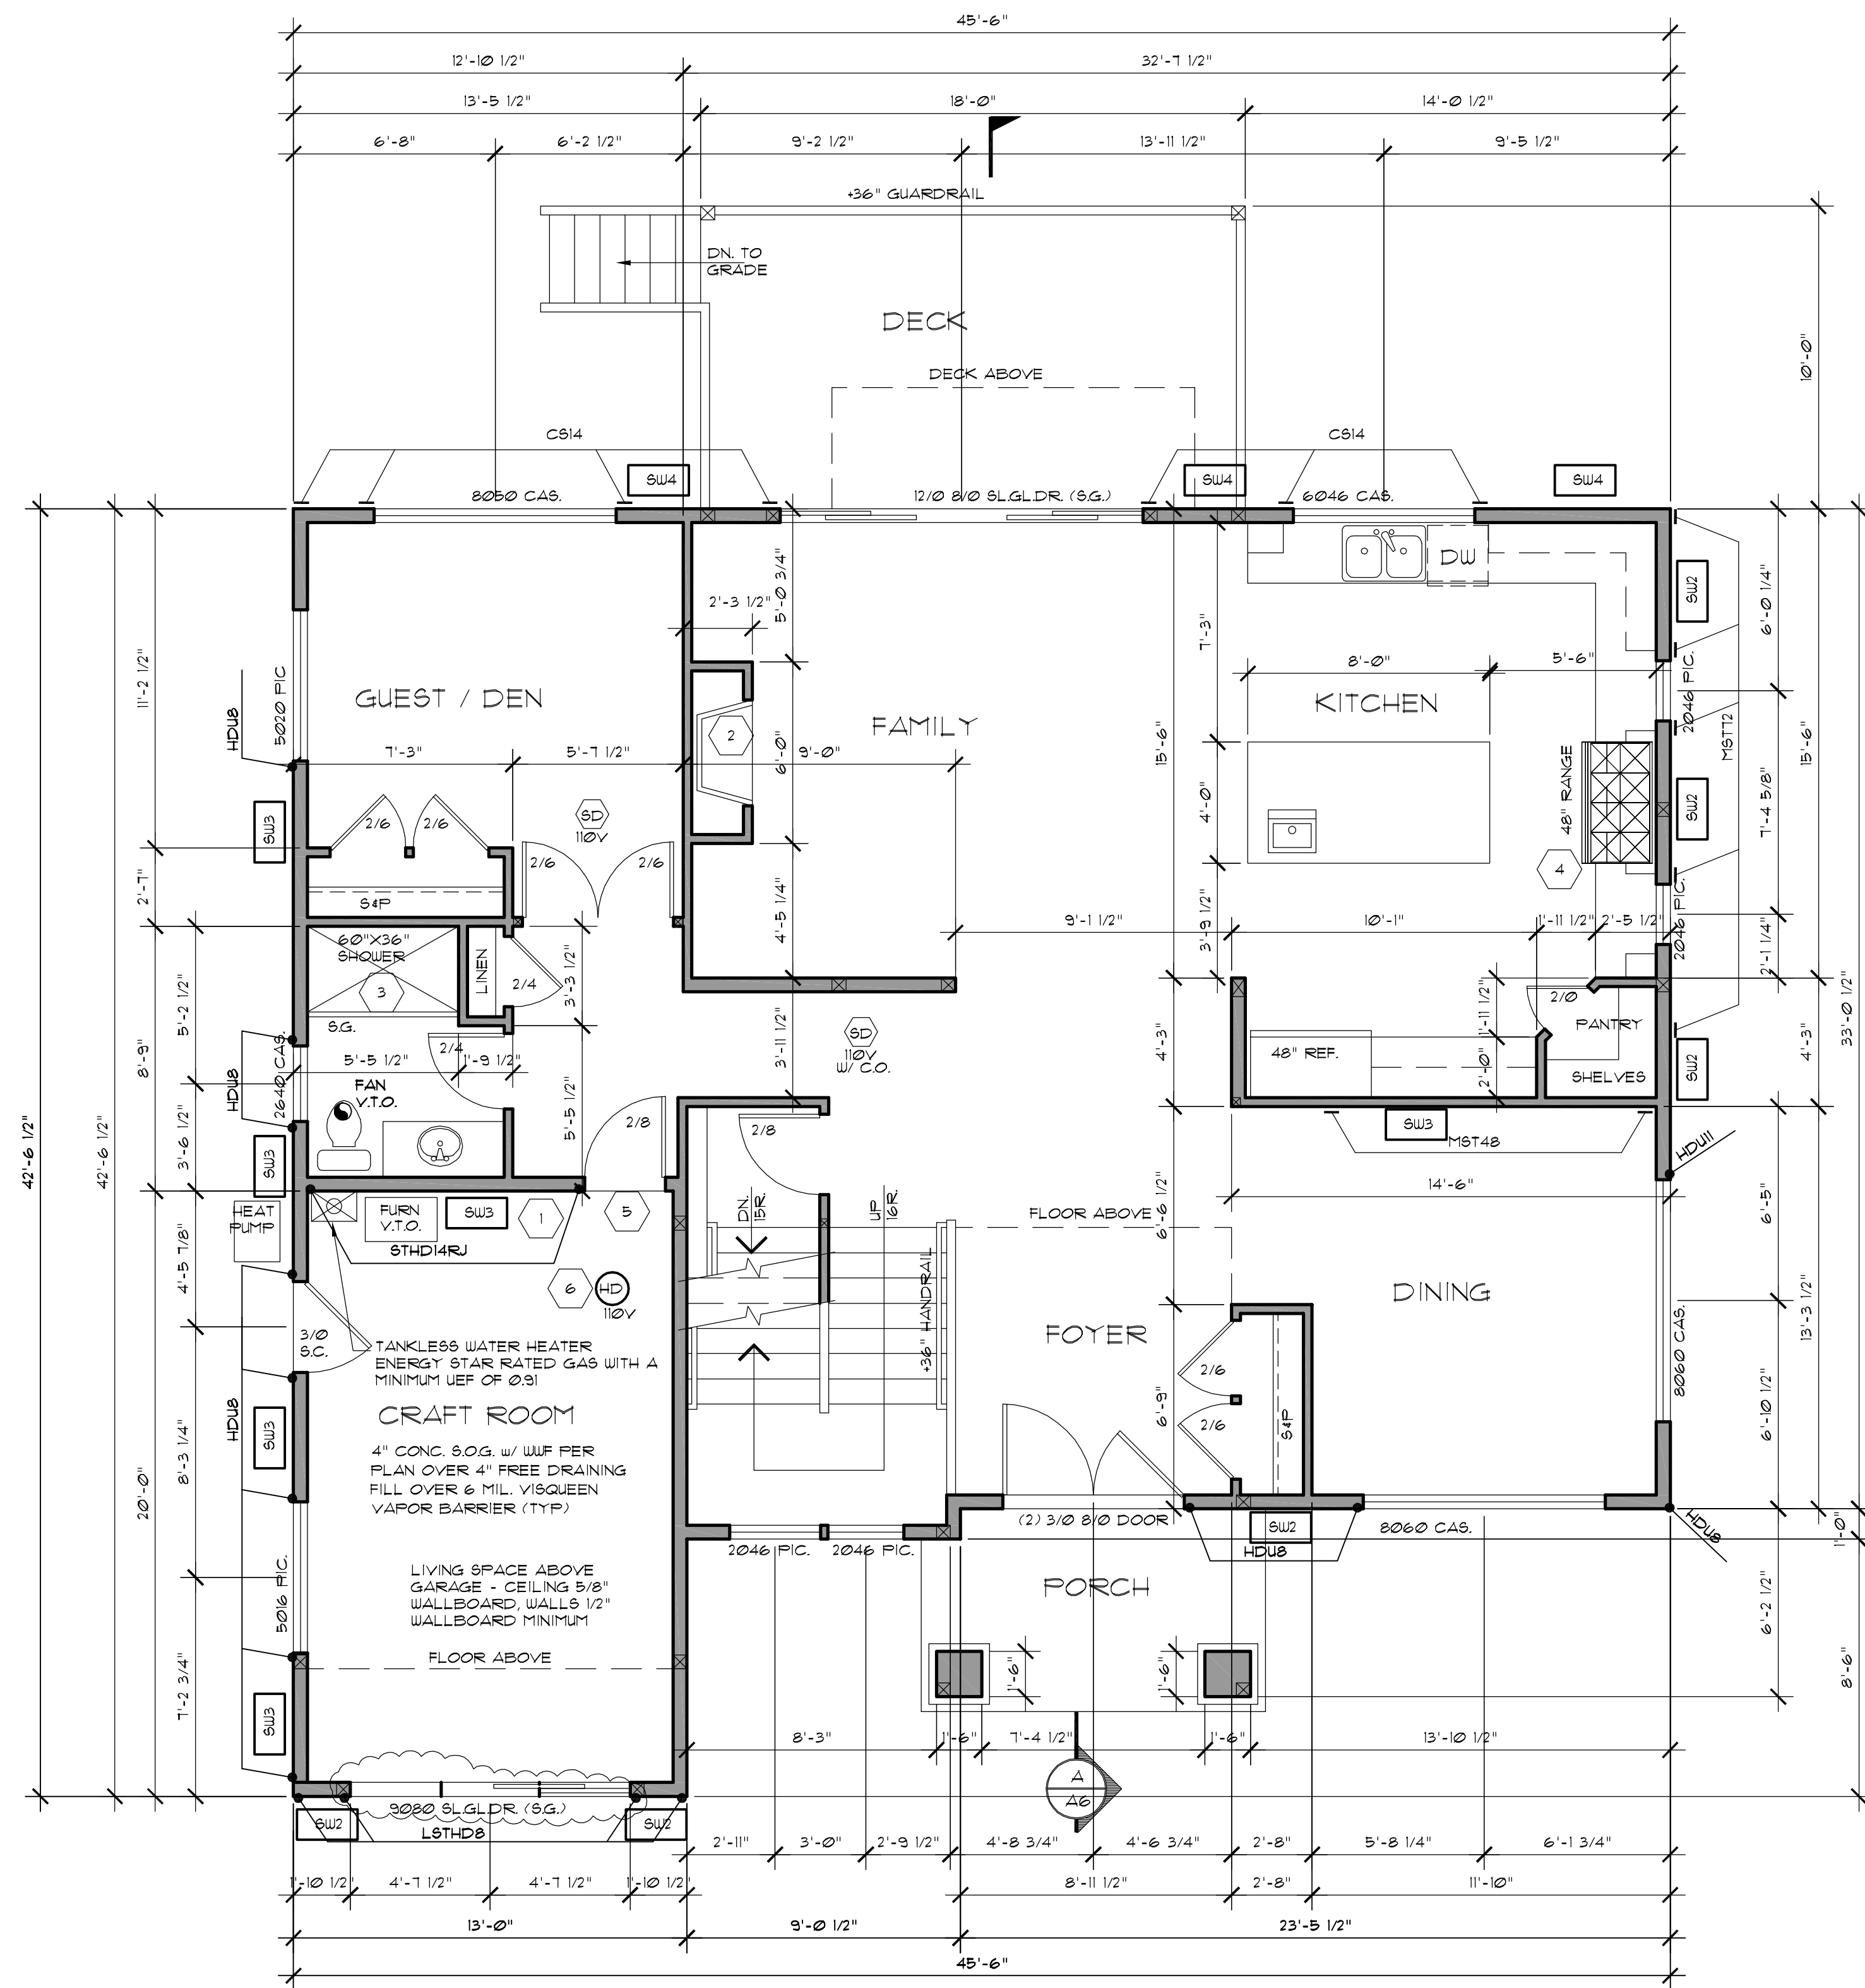 45'-6"
12'-10 1/2"
32'-7 1/2"
13'-5 1/2"
18'-0"
14'-0 1/2"
6'-8"
6'-2 1/2"
9'-2 1/2"
13'-11 1/2"
9'-5 1/2"
+36" GUARDRAIL
DN. TO
GRADE
DECK
DECK ABOVE
10'-0"
CS14
CS14
SW4
SW4
SW4
8050 CAS.
12/0 8/0 SL.GL.DR. (S.G.)
6046 CAS.
DW
SW2
6'-0 1/4"
5'-0 3/4"
2'-3 1/2"
7'-3"
8'-0"
5'-6"
2046 PIC.
MST72
11'-2 1/2"
HDU8
5020 PIC
GUEST / DEN
FAMILY
KITCHEN
2
7'-3"
5'-7 1/2"
6'-0"
9'-0"
15'-6"
4'-0"
48" RANGE
SW2
7'-4 5/8"
15'-6"
SW3
2/6
2/6
SD
110V
2/6
2/6
4
2'-7"
S&P
4'-5 1/4"
9'-1 1/2"
3'-9 1/2"
10'-1"
1'-11 1/2"
2'-5 1/2"
2046 PIC.
2'-1 1/4"
60"X36"
SHOWER
3
LINEN
2/4
3'-3 1/2"
S.G.
5'-2 1/2"
8'-9"
2640 CAS.
HDU8
2/4
5'-5 1/2"
1'-9 1/2"
FAN
V.T.O.
3'-11 1/2"
SD
110V
W/ C.O.
4'-3"
48" REF.
1'-11 1/2"
2'-0"
2/0
PANTRY
SHELVES
SW2
4'-3"
33'-0 1/2"
42'-6 1/2"
42'-6 1/2"
3'-6 1/2"
SW3
5'-5 1/2"
2/8
2/8
SW3
MST48
HDU11
14'-6"
HEAT
PUMP
FURN
V.T.O.
SW3
1
5
STHD14RJ
DN.
15R.
UP
16R.
FLOOR ABOVE
6'-6 1/2"
6'-5"
4'-5 7/8"
6
HD
110V
+36" HANDRAIL
DINING
FOYER
13'-3 1/2"
3/0
S.C.
TANKLESS WATER HEATER
ENERGY STAR RATED GAS WITH A
MINIMUM UEF OF 0.91
2/6
2/6
S&P
8060 CAS.
6'-9"
6'-10 1/2"
HDU8
SW3
8'-3 1/4"
20'-0"
CRAFT ROOM
4" CONC. S.O.G. w/ WWF PER
PLAN OVER 4" FREE DRAINING
FILL OVER 6 MIL. VISQUEEN
VAPOR BARRIER (TYP)
(2) 3/0 8/0 DOOR
SW2
HDU8
8060 CAS.
HDU8
1'-0"
2046 PIC.
2046 PIC.
LIVING SPACE ABOVE
GARAGE - CEILING 5/8"
WALLBOARD, WALLS 1/2"
WALLBOARD MINIMUM
FLOOR ABOVE
5016 PIC.
PORCH
6'-2 1/2"
8'-6"
7'-2 3/4"
SW3
1'-6"
1'-6"
8'-3"
1'-6"
7'-4 1/2"
1'-6"
13'-10 1/2"
A
A6
9080 SL.GL.DR. (S.G.)
SW2
SW2
LSTHD8
2'-11"
3'-0"
2'-9 1/2"
4'-8 3/4"
4'-6 3/4"
2'-8"
5'-8 1/4"
6'-1 3/4"
1'-10 1/2"
4'-7 1/2"
4'-7 1/2"
1'-10 1/2"
8'-11 1/2"
2'-8"
11'-10"
13'-0"
9'-0 1/2"
23'-5 1/2"
45'-6"